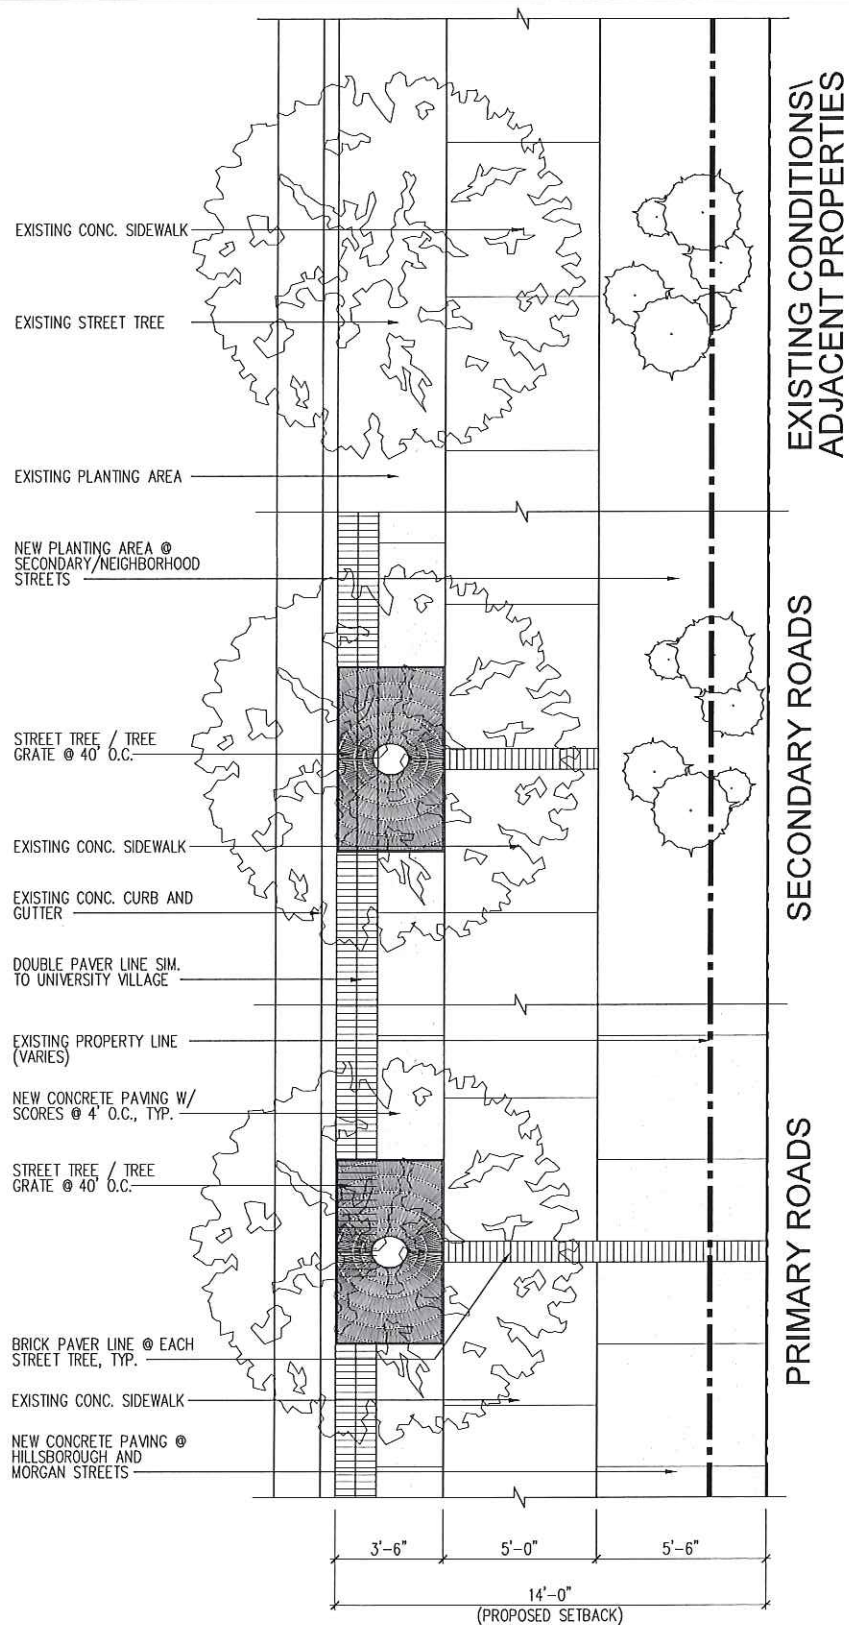 EXISTING CONC. SIDEWALK
EXISTING STREET TREE
EXISTING PLANTING AREA
EXISTING CONDITIONS\
ADJACENT PROPERTIES
NEW PLANTING AREA @
SECONDARY/NEIGHBORHOOD
STREETS
STREET TREE / TREE
GRATE @ 40' O.C.
EXISTING CONC. SIDEWALK
EXISTING CONC. CURB AND
GUTTER
DOUBLE PAVER LINE SIM.
TO UNIVERSITY VILLAGE
SECONDARY ROADS
EXISTING PROPERTY LINE
(VARIES)
NEW CONCRETE PAVING W/
SCORES @ 4' O.C., TYP.
STREET TREE / TREE
GRATE @ 40' O.C.
BRICK PAVER LINE @ EACH
STREET TREE, TYP.
EXISTING CONC. SIDEWALK
NEW CONCRETE PAVING @
HILLSBOROUGH AND
MORGAN STREETS
PRIMARY ROADS
3'-6"
5'-0"
5'-6"
14'-0"
(PROPOSED SETBACK)